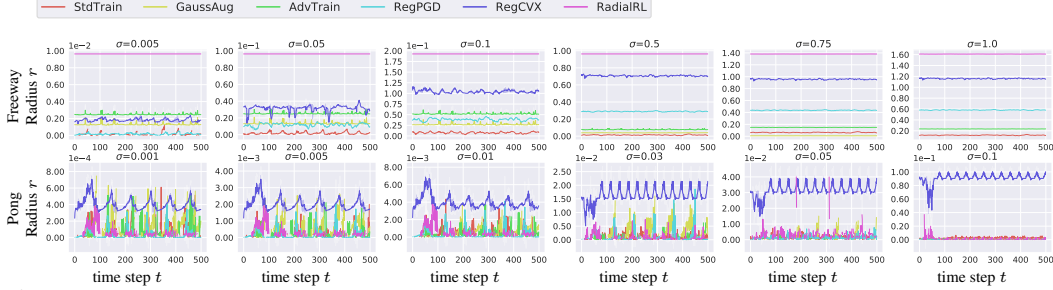 StdTrain GaussAug AdvTrain RegPGD RegCVX RadialRL
1e−2 σ=0.005 1e−1 σ=0.05 σ=0.1 σ=0.5 σ=0.75 σ=1.0
Freeway
Radius r
1.00 0.80 0.60 0.40 0.20 0.00
0 100 200 300 400 500
1.00 0.80 0.60 0.40 0.20 0.00
0 100 200 300 400 500
1e−1
2.00 1.75 1.50 1.25 1.00 0.75 0.50 0.25 0.00
0 100 200 300 400 500
1.00 0.80 0.60 0.40 0.20 0.00
0 100 200 300 400 500
1.40 1.20 1.00 0.80 0.60 0.40 0.20 0.00
0 100 200 300 400 500
1.60 1.40 1.20 1.00 0.80 0.60 0.40 0.20
0 100 200 300 400 500
1e−4 σ=0.001 1e−3 σ=0.005 1e−3 σ=0.01 1e−2 σ=0.03 1e−2 σ=0.05 1e−1 σ=0.1
Pong
Radius r
8.00 6.00 4.00 2.00 0.00
0 100 200 300 400 500
4.00 3.00 2.00 1.00 0.00
0 100 200 300 400 500
8.00 6.00 4.00 2.00 0.00
0 100 200 300 400 500
2.50 2.00 1.50 1.00 0.50 0.00
0 100 200 300 400 500
4.00 3.00 2.00 1.00 0.00
0 100 200 300 400 500
1.00 0.80 0.60 0.40 0.20 0.00
0 100 200 300 400 500
time step t time step t time step t time step t time step t time step t